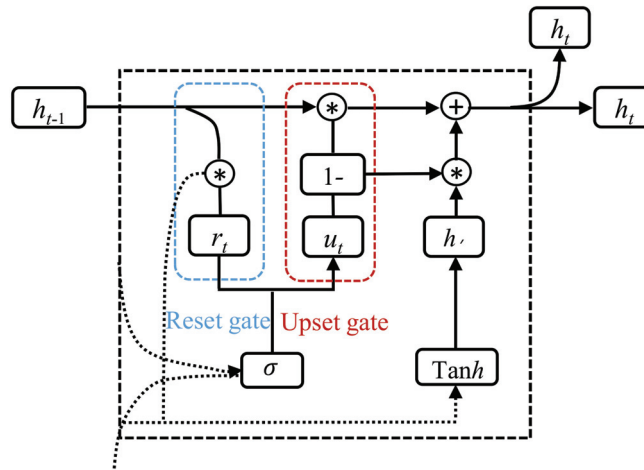 h_t
h_{t-1}
*
*
+
h_t
*
1-
*
r_t
u_t
h′
Reset gate
Upset gate
σ
Tanh